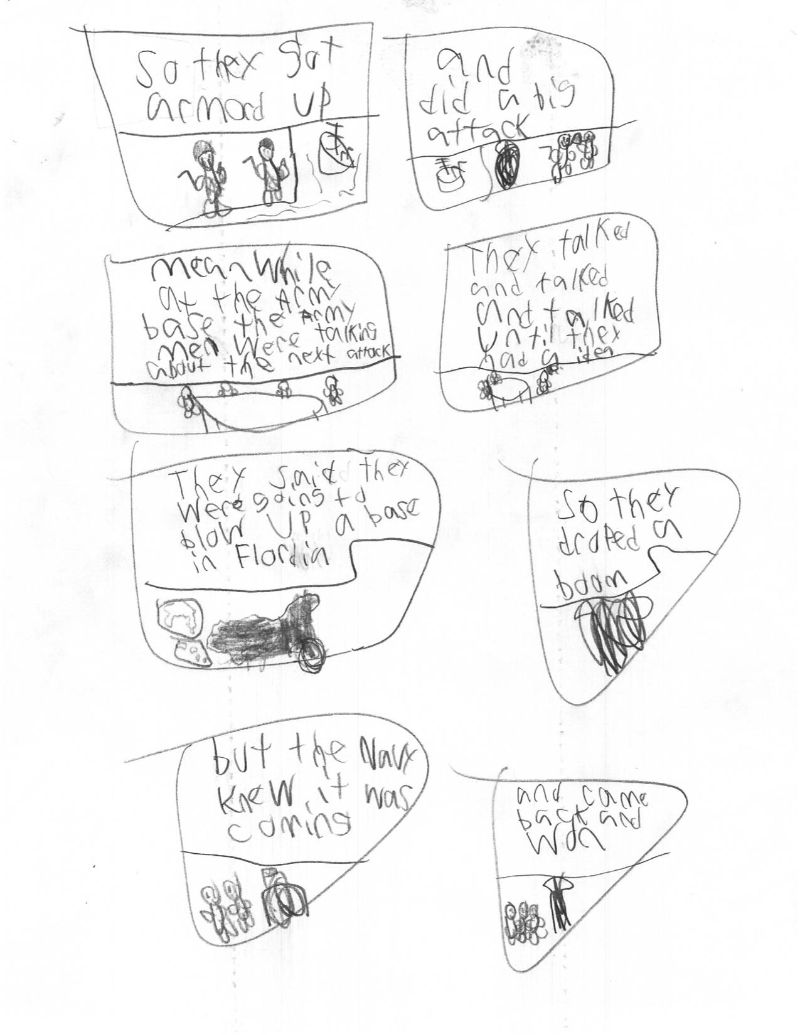 So they got
armord up
and
did a big
attack
meanwhile
at the Army
base the Army
men were talking
about the next attack
They talked
and talked
and talked
until they
had a idea
They said they
were going to
blow up a base
in Flordia
so they
droped a
boom
but the Navy
knew it was
coming
and came
back and
won